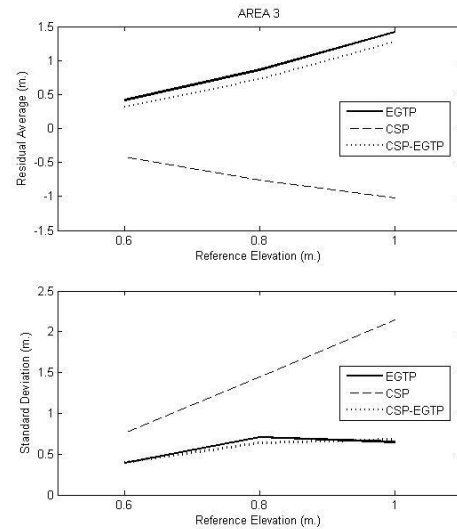 AREA 3
1.5
1
0.5
0
-0.5
-1
-1.5
Residual Average (m.)
EGTP
CSP
CSP-EGTP
0.6
0.8
1
Reference Elevation (m.)
2.5
2
1.5
1
0.5
0
Standard Deviation (m.)
EGTP
CSP
CSP-EGTP
0.6
0.8
1
Reference Elevation (m.)